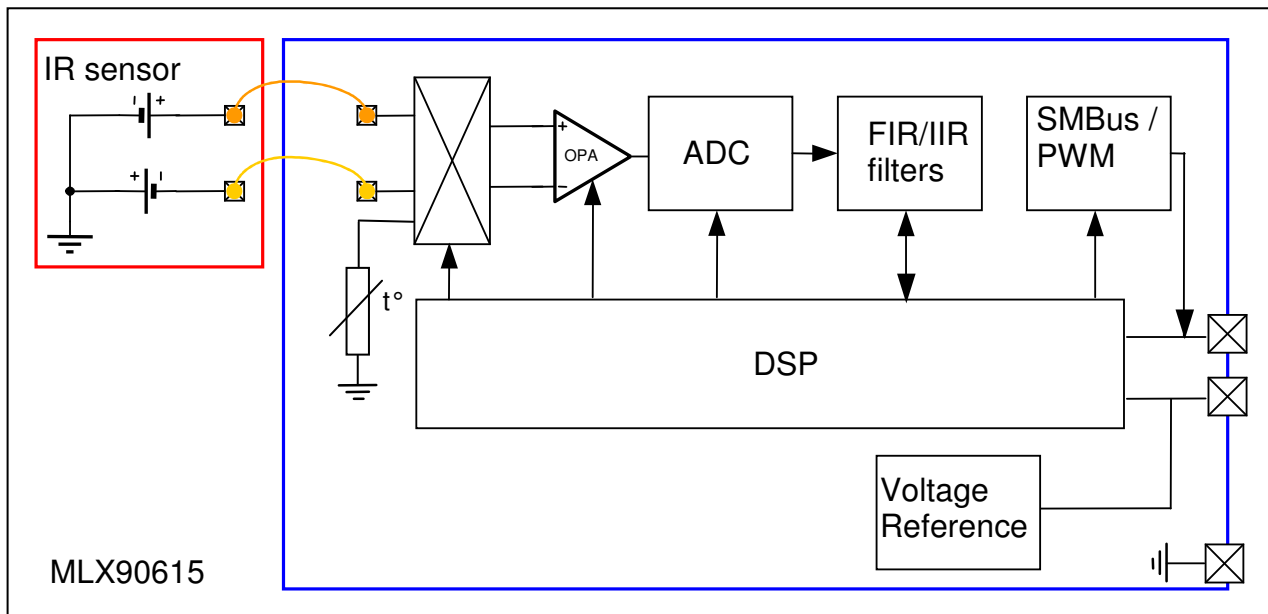 IR sensor
- +
+ -
+
OPA
-
ADC
FIR/IIR
filters
SMBus /
PWM
t°
DSP
Voltage
Reference
MLX90615